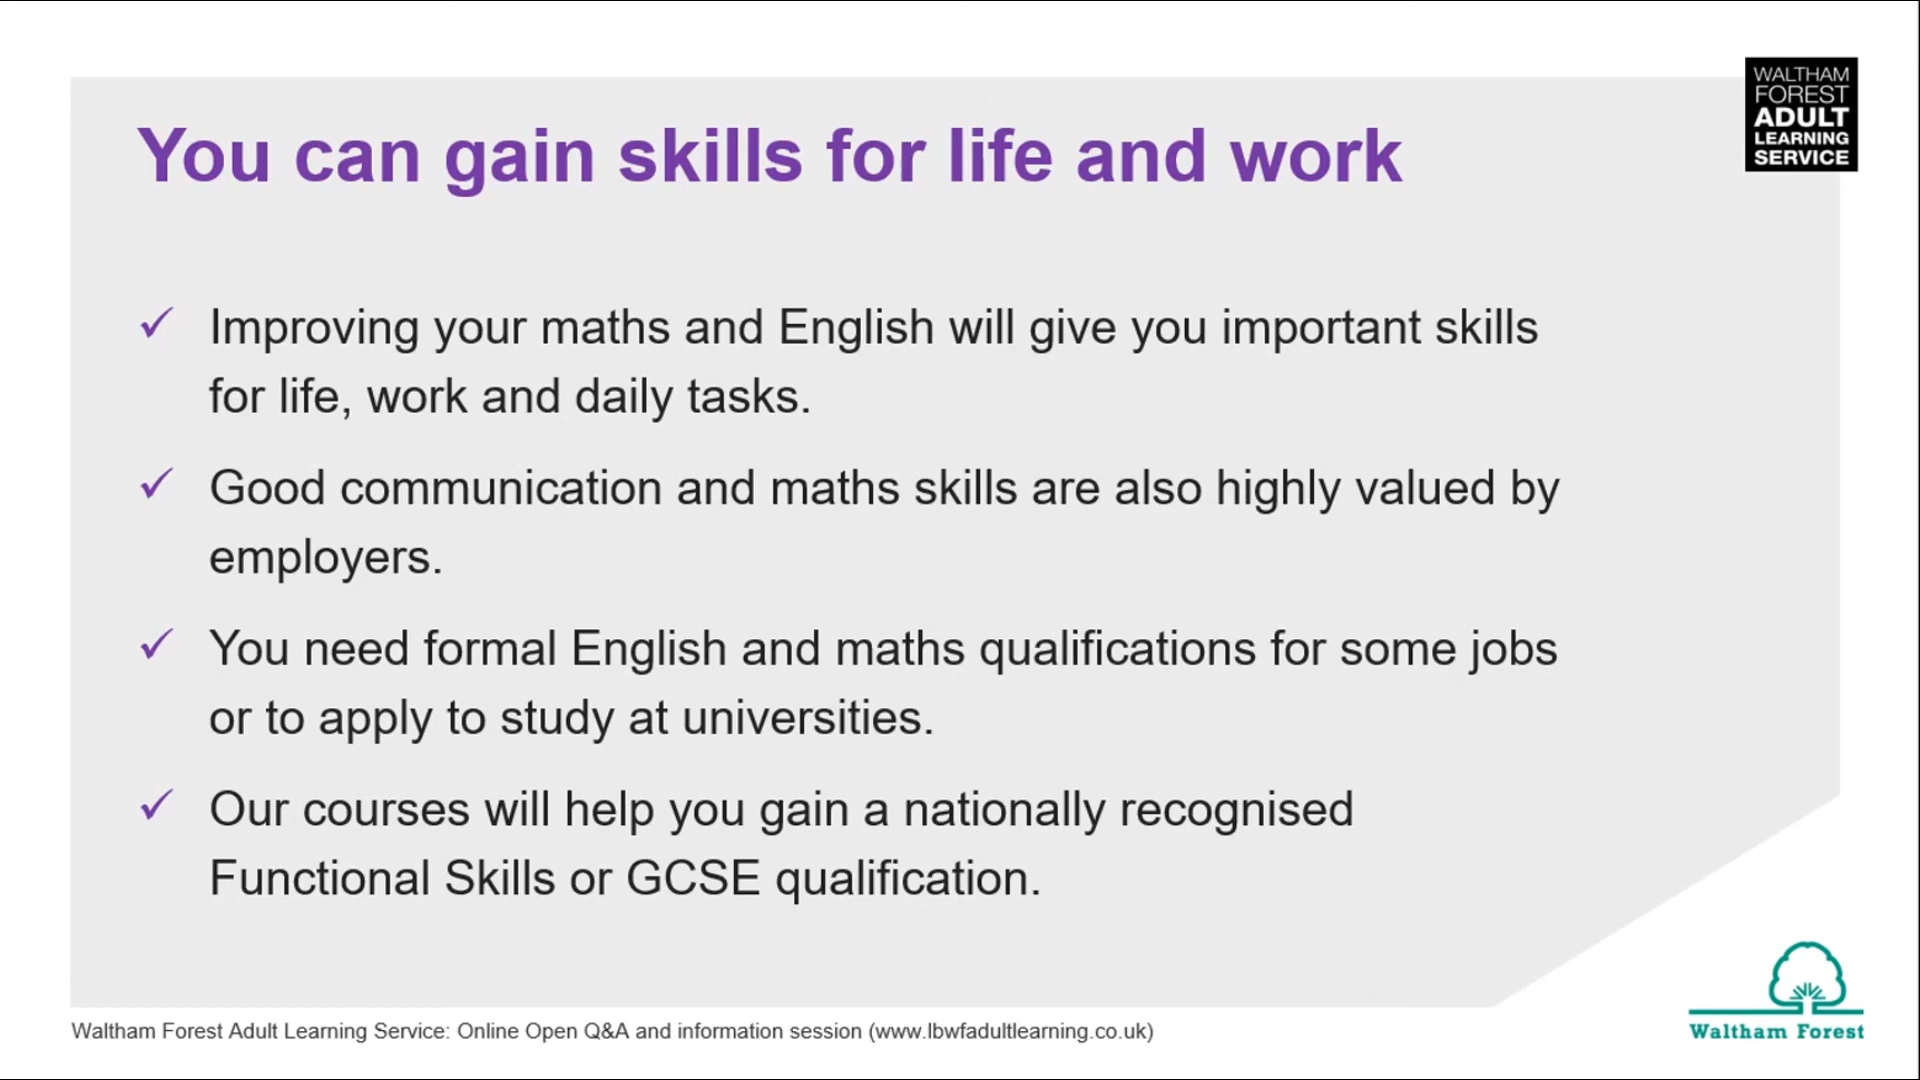 WALTHAM
FOREST
ADULT
LEARNING
SERVICE
You can gain skills for life and work
✓ Improving your maths and English will give you important skills
for life, work and daily tasks.
✓ Good communication and maths skills are also highly valued by
employers.
✓ You need formal English and maths qualifications for some jobs
or to apply to study at universities.
✓ Our courses will help you gain a nationally recognised
Functional Skills or GCSE qualification.
Waltham Forest Adult Learning Service: Online Open Q&A and information session (www.lbwfadultlearning.co.uk)
Waltham Forest